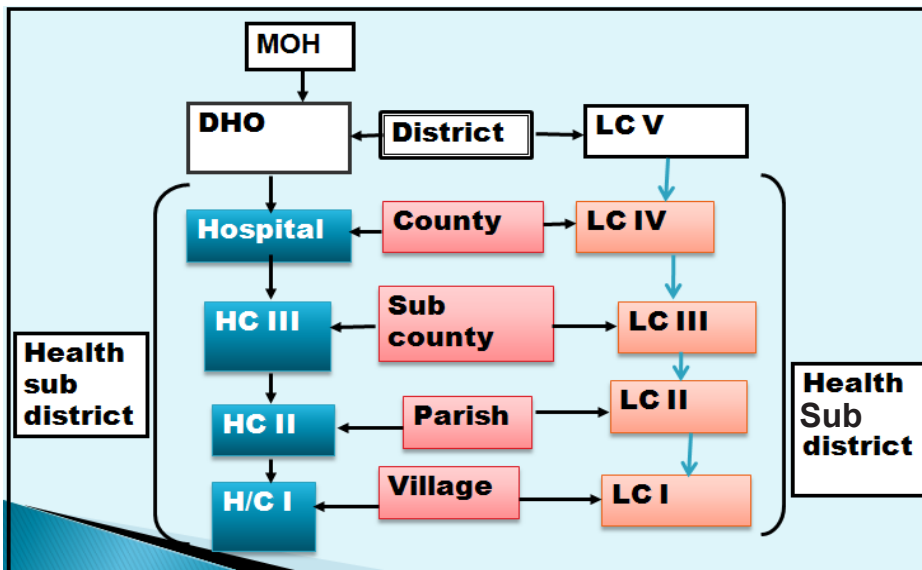 MOH
DHO
District
LC V
Hospital
County
LC IV
HC III
Sub
county
LC III
Health
sub
district
HC II
Parish
LC II
Health
Sub
district
H/C I
Village
LC I